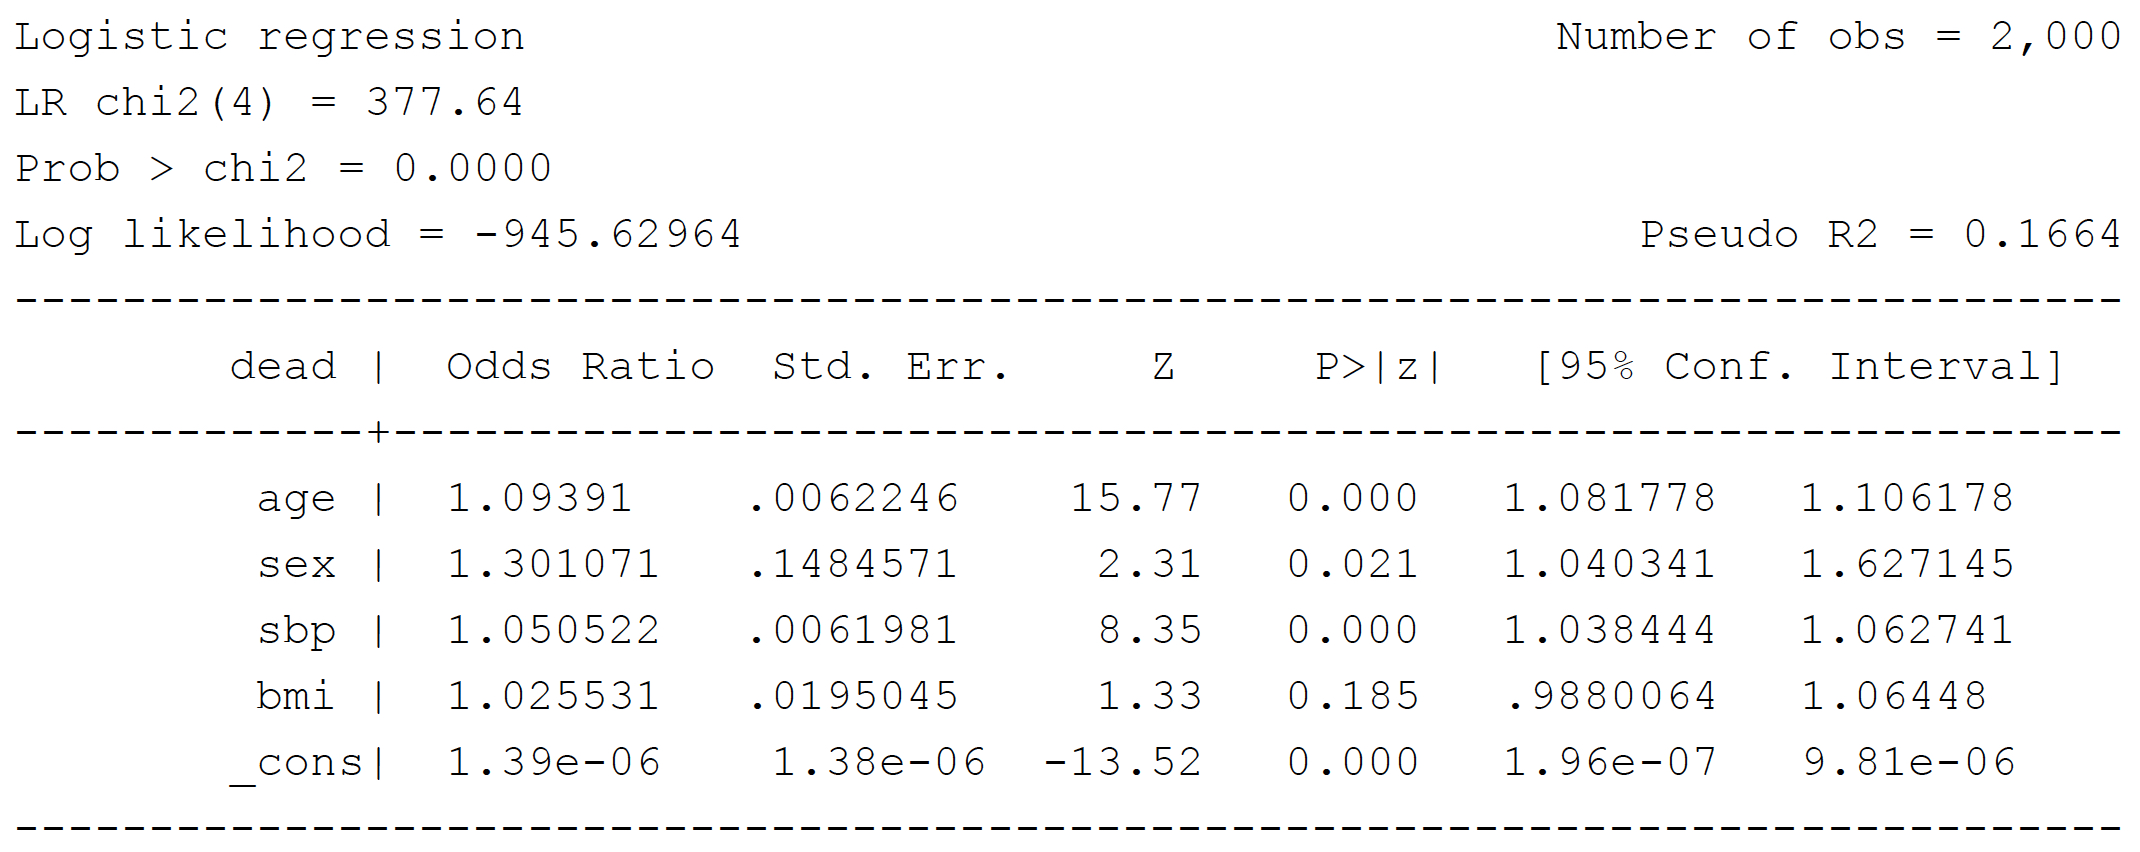 Logistic regression Number of obs = 2,000
LR chi2(4) = 377.64
Prob > chi2 = 0.0000
Log likelihood = -945.62964 Pseudo R2 = 0.1664
------------------------------------------------------------------------------
dead | Odds Ratio Std. Err. Z P>|z| [95% Conf. Interval]
-------------+----------------------------------------------------------------
age | 1.09391 .0062246 15.77 0.000 1.081778 1.106178
sex | 1.301071 .1484571 2.31 0.021 1.040341 1.627145
sbp | 1.050522 .0061981 8.35 0.000 1.038444 1.062741
bmi | 1.025531 .0195045 1.33 0.185 .9880064 1.06448
_cons| 1.39e-06 1.38e-06 -13.52 0.000 1.96e-07 9.81e-06
------------------------------------------------------------------------------